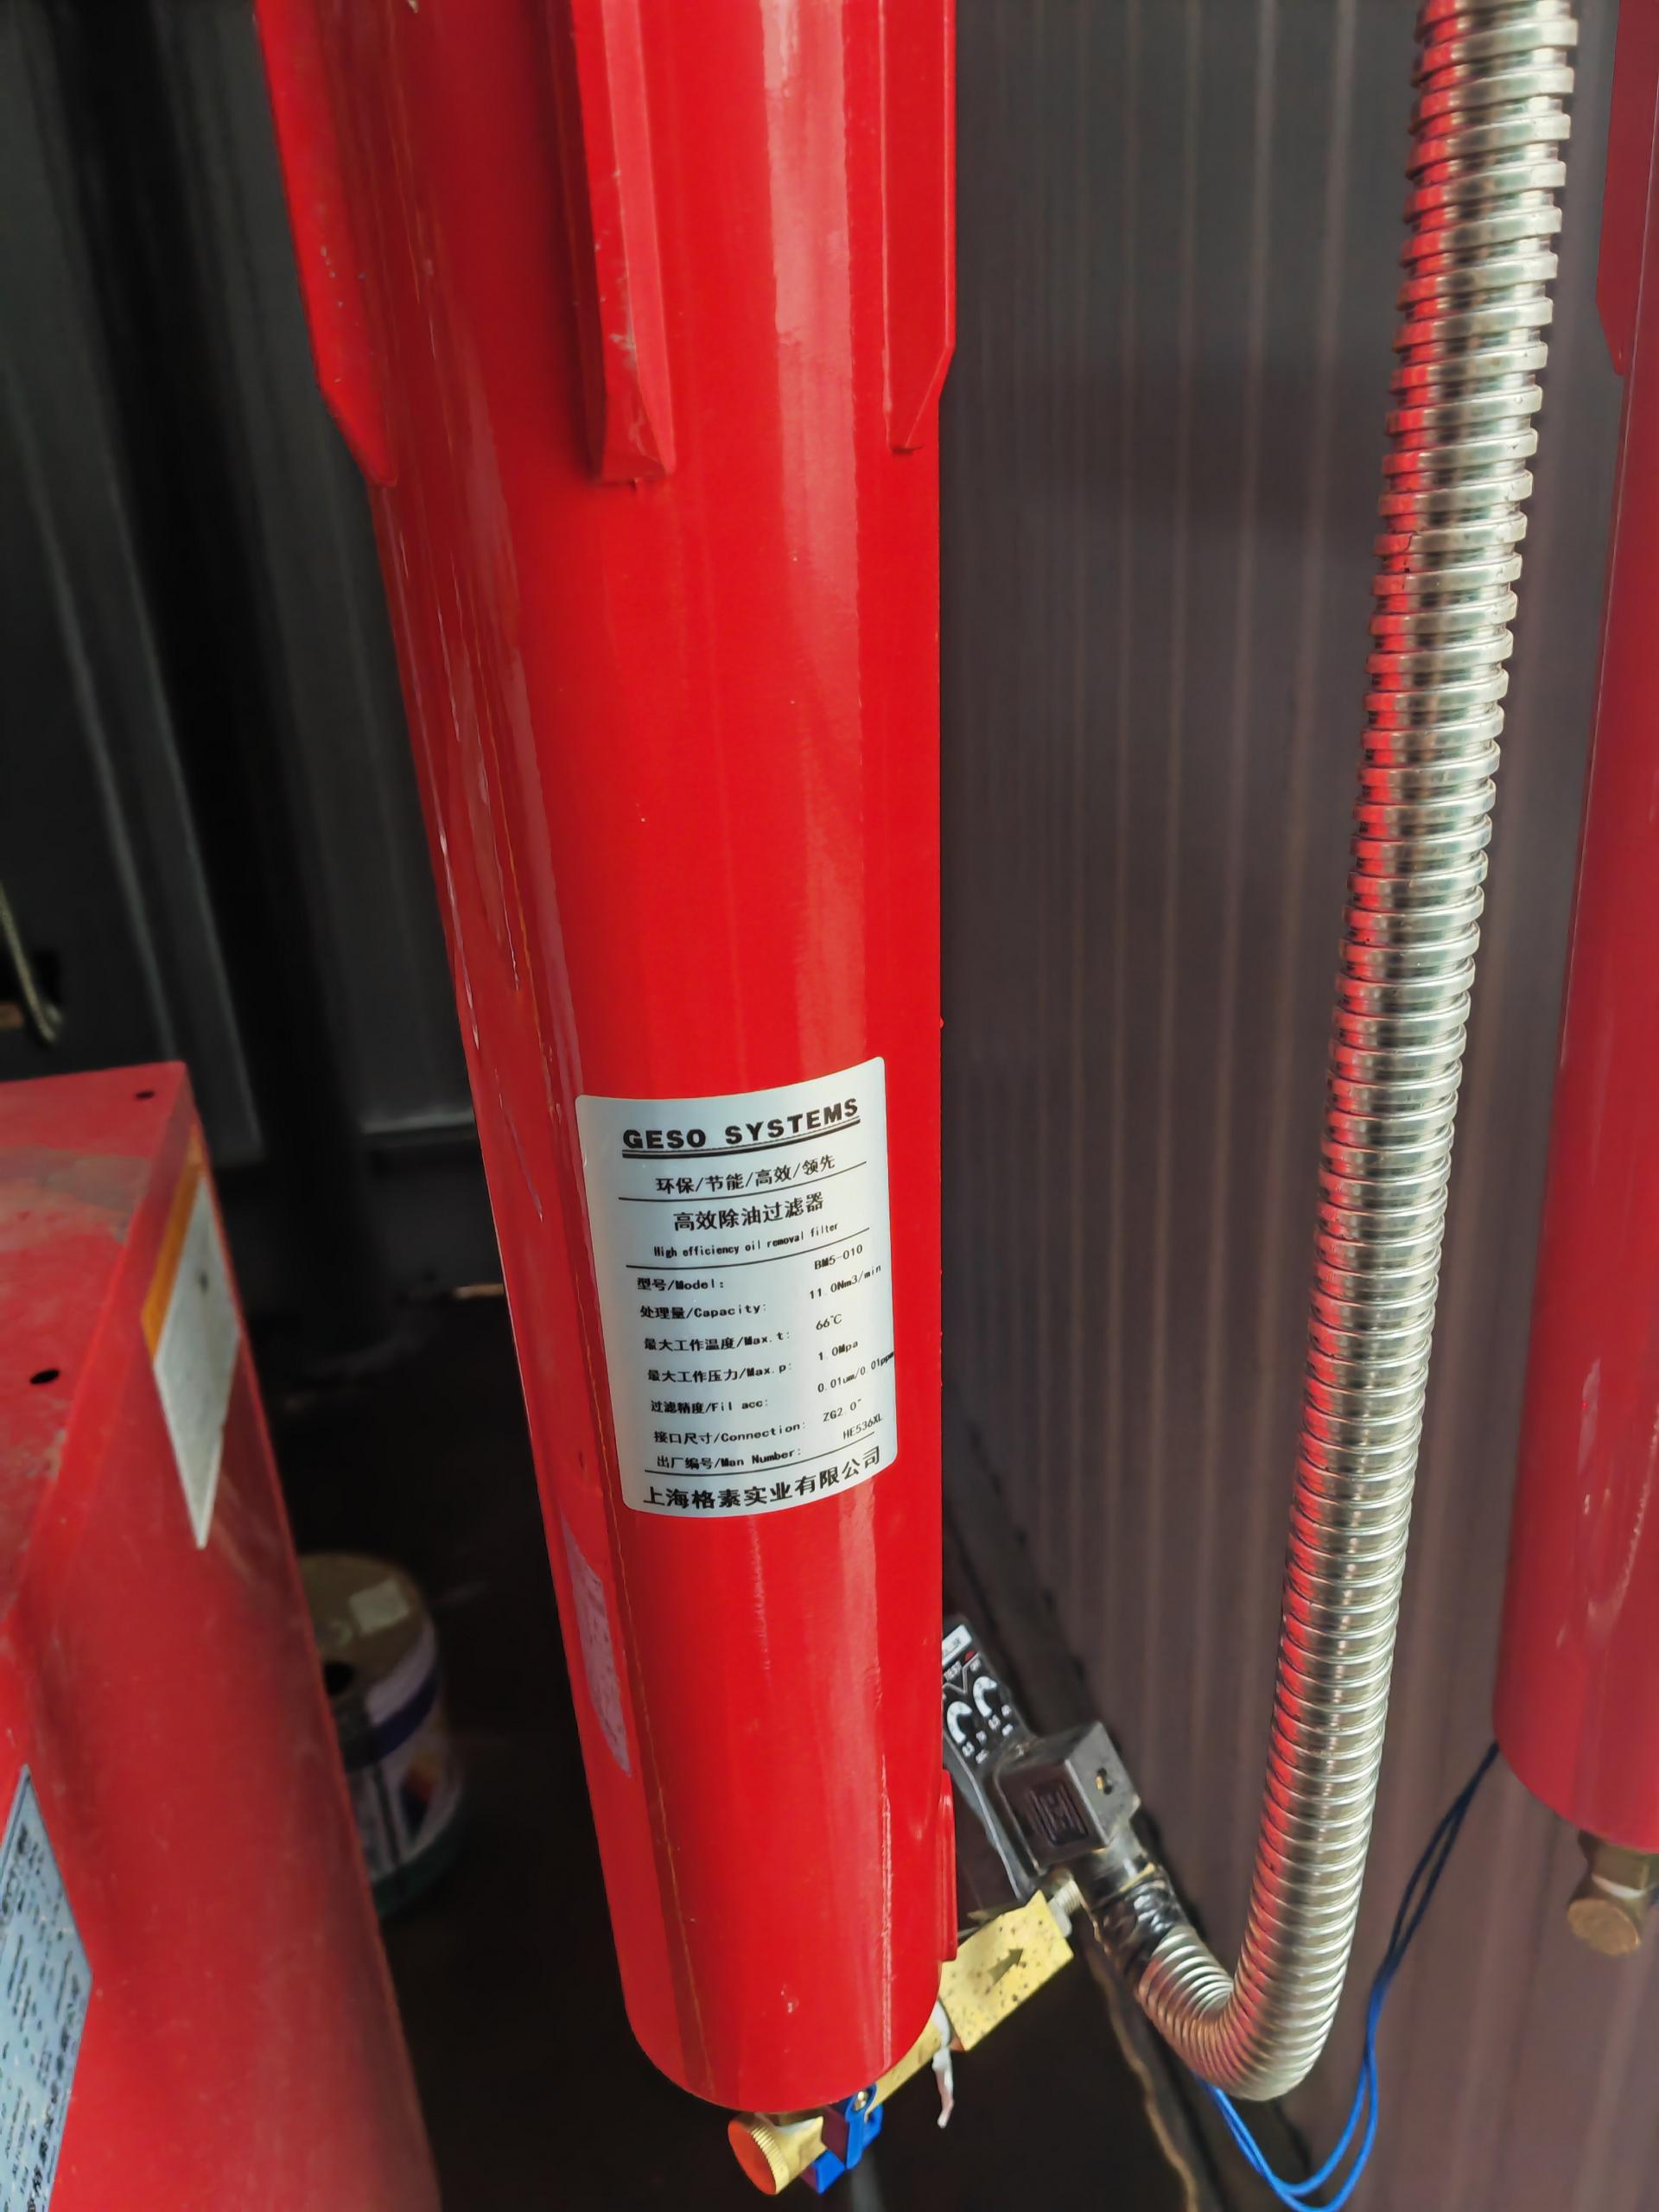 GESO SYSTEMS
环保/节能/高效/领先
高效除油过滤器
High efficiency oil removal filter
型号/Model: BM5-010
处理量/Capacity: 11.0Nm3/min
最大工作温度/Max.t: 66℃
最大工作压力/Max.p: 1.0Mpa
过滤精度/Fil acc: 0.01um/0.01ppm
接口尺寸/Connection: ZG2.0"
出厂编号/Man Number: HE536XL
上海格素实业有限公司